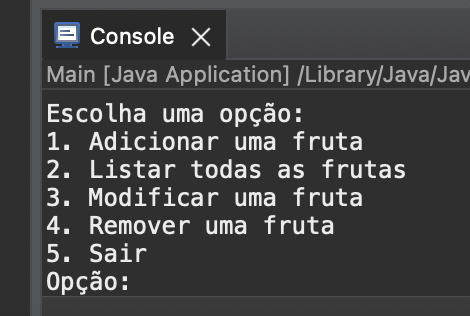 Console
Main [Java Application] /Library/Java/Jav
Escolha uma opção:
1. Adicionar uma fruta
2. Listar todas as frutas
3. Modificar uma fruta
4. Remover uma fruta
5. Sair
Opção: